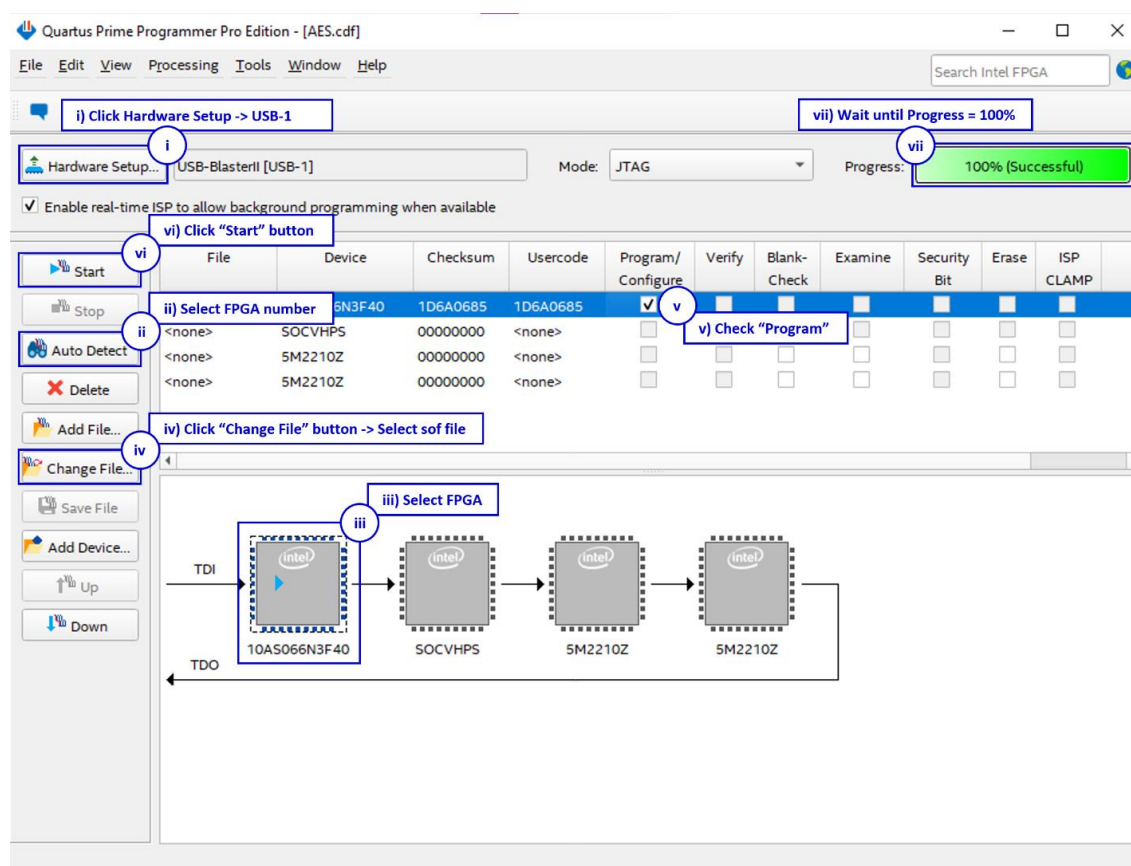 Quartus Prime Programmer Pro Edition - [AES.cdf]
File Edit View Processing Tools Window Help
Search Intel FPGA
i) Click Hardware Setup -> USB-1
vii) Wait until Progress = 100%
i
vii
Hardware Setup... USB-BlasterII [USB-1] Mode: JTAG Progress: 100% (Successful)
Enable real-time ISP to allow background programming when available
vi) Click “Start” button
vi
Start
File Device Checksum Usercode Program/ Configure Verify Blank- Check Examine Security Bit Erase ISP CLAMP
Stop
ii) Select FPGA number
6N3F40 1D6A0685 1D6A0685
v
ii
<none> SOCVHPS 00000000 <none>
v) Check “Program”
Auto Detect
<none> 5M2210Z 00000000 <none>
<none> 5M2210Z 00000000 <none>
Delete
Add File...
iv) Click “Change File” button -> Select sof file
iv
Change File...
Save File
iii) Select FPGA
iii
Add Device...
Up
Down
TDI
intel
intel
intel
intel
10AS066N3F40
SOCVHPS
5M2210Z
5M2210Z
TDO